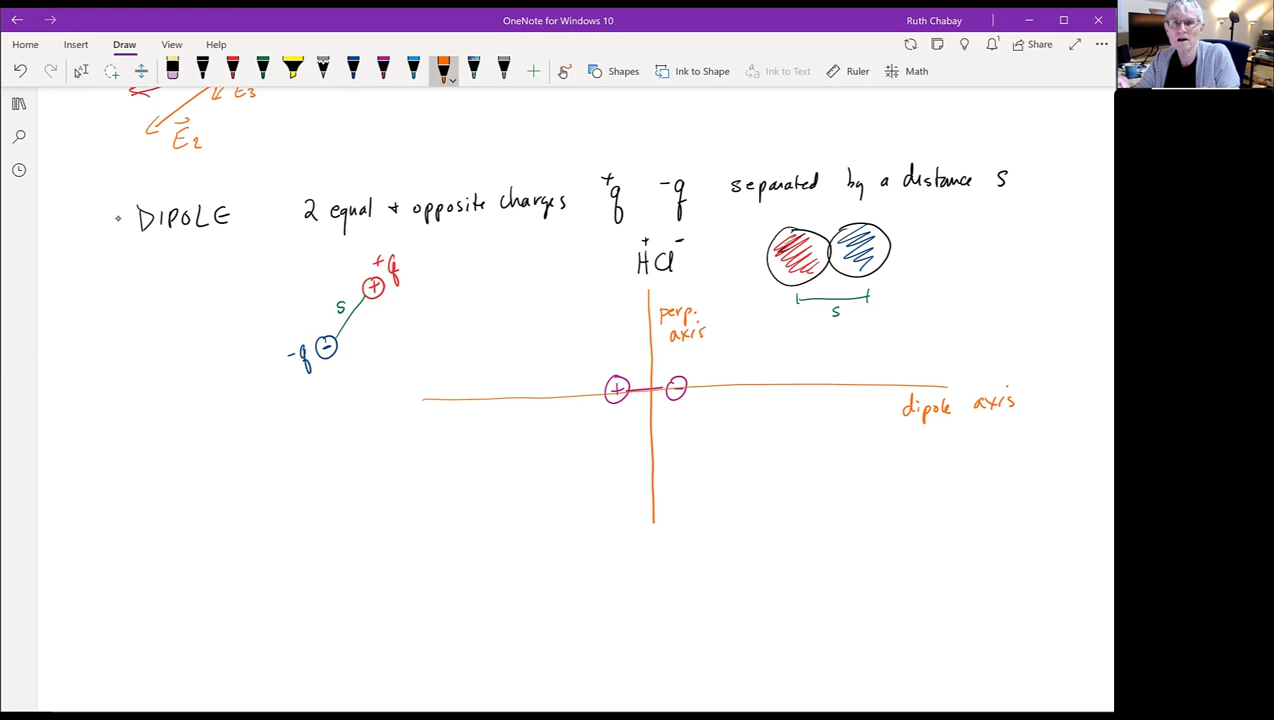 OneNote for Windows 10
Ruth Chabay
Home Insert Draw View Help
Share
Shapes Ink to Shape Ink to Text Ruler Math
E3
E2
• DIPOLE 2 equal + opposite charges +q -q separated by a distance s
H+ Cl-
+q
s
-q
-
+
s
perp.
axis
+ -
dipole axis